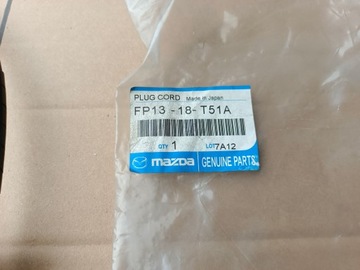 PLUG CORD Made in Japan
FP13 -18- T51A
QTY 1 LOT 7A12
mazda GENUINE PARTS